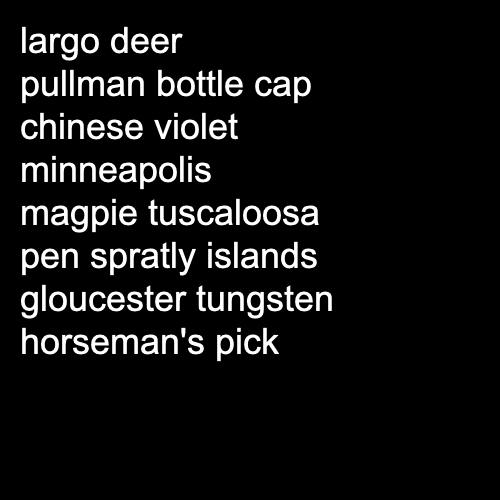 largo deer
pullman bottle cap
chinese violet
minneapolis
magpie tuscaloosa
pen spratly islands
gloucester tungsten
horseman's pick